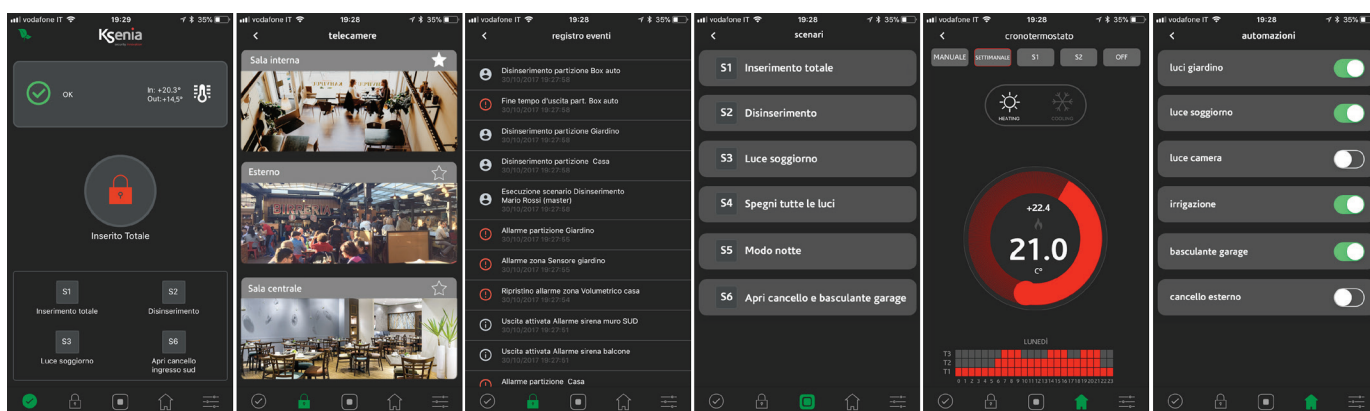 vodafone IT 19:29 35%
Ksenia
OK
In: +20.3°
Out:+14,5°
Inserito Totale
S1
Inserimento totale
S2
Disinserimento
S3
Luce soggiorno
S6
Apri cancello
ingresso sud
vodafone IT 19:28 35%
telecamere
Sala interna
Esterno
Sala centrale
vodafone IT 19:28 35%
registro eventi
Disinserimento partizione Box auto
30/10/2017 19:27:58
Fine tempo d'uscita part. Box auto
30/10/2017 19:27:58
Disinserimento partizione Giardino
30/10/2017 19:27:58
Disinserimento partizione Casa
30/10/2017 19:27:58
Esecuzione scenario Disinserimento
Mario Rossi (master)
30/10/2017 19:27:58
Allarme partizione Giardino
30/10/2017 19:27:55
Allarme zona Sensore giardino
30/10/2017 19:27:55
Ripristino allarme zona Volumetrico casa
30/10/2017 19:27:54
Uscita attivata Allarme sirena muro SUD
30/10/2017 19:27:51
Uscita attivata Allarme sirena balcone
30/10/2017 19:27:51
Allarme partizione Casa
vodafone IT 19:28 35%
scenari
S1 Inserimento totale
S2 Disinserimento
S3 Luce soggiorno
S4 Spegni tutte le luci
S5 Modo notte
S6 Apri cancello e basculante garage
vodafone IT 19:28 35%
cronotermostato
MANUALE SETTIMANALE S1 S2 OFF
HEATING COOLING
+22.4
21.0
C°
LUNEDÌ
T3
T2
T1
0 1 2 3 4 5 6 7 8 9 10 11 12 13 14 15 16 17 18 19 20 21 22 23
vodafone IT 19:28 35%
automazioni
luci giardino
luce soggiorno
luce camera
irrigazione
basculante garage
cancello esterno